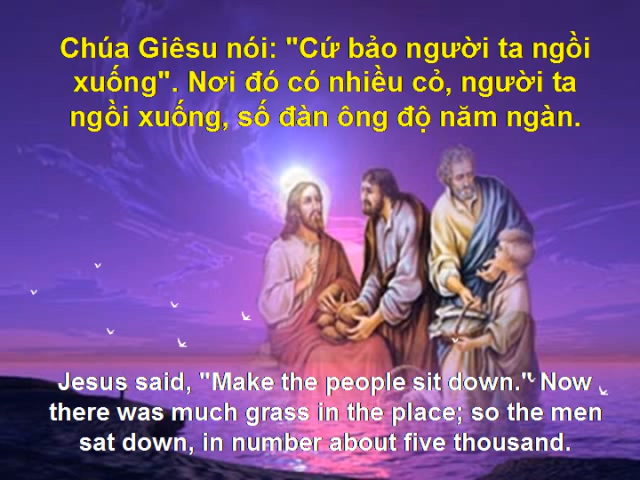 Chúa Giêsu nói: "Cứ bảo người ta ngồi
xuống". Nơi đó có nhiều cỏ, người ta
ngồi xuống, số đàn ông độ năm ngàn.
Jesus said, "Make the people sit down." Now
there was much grass in the place; so the men
sat down, in number about five thousand.